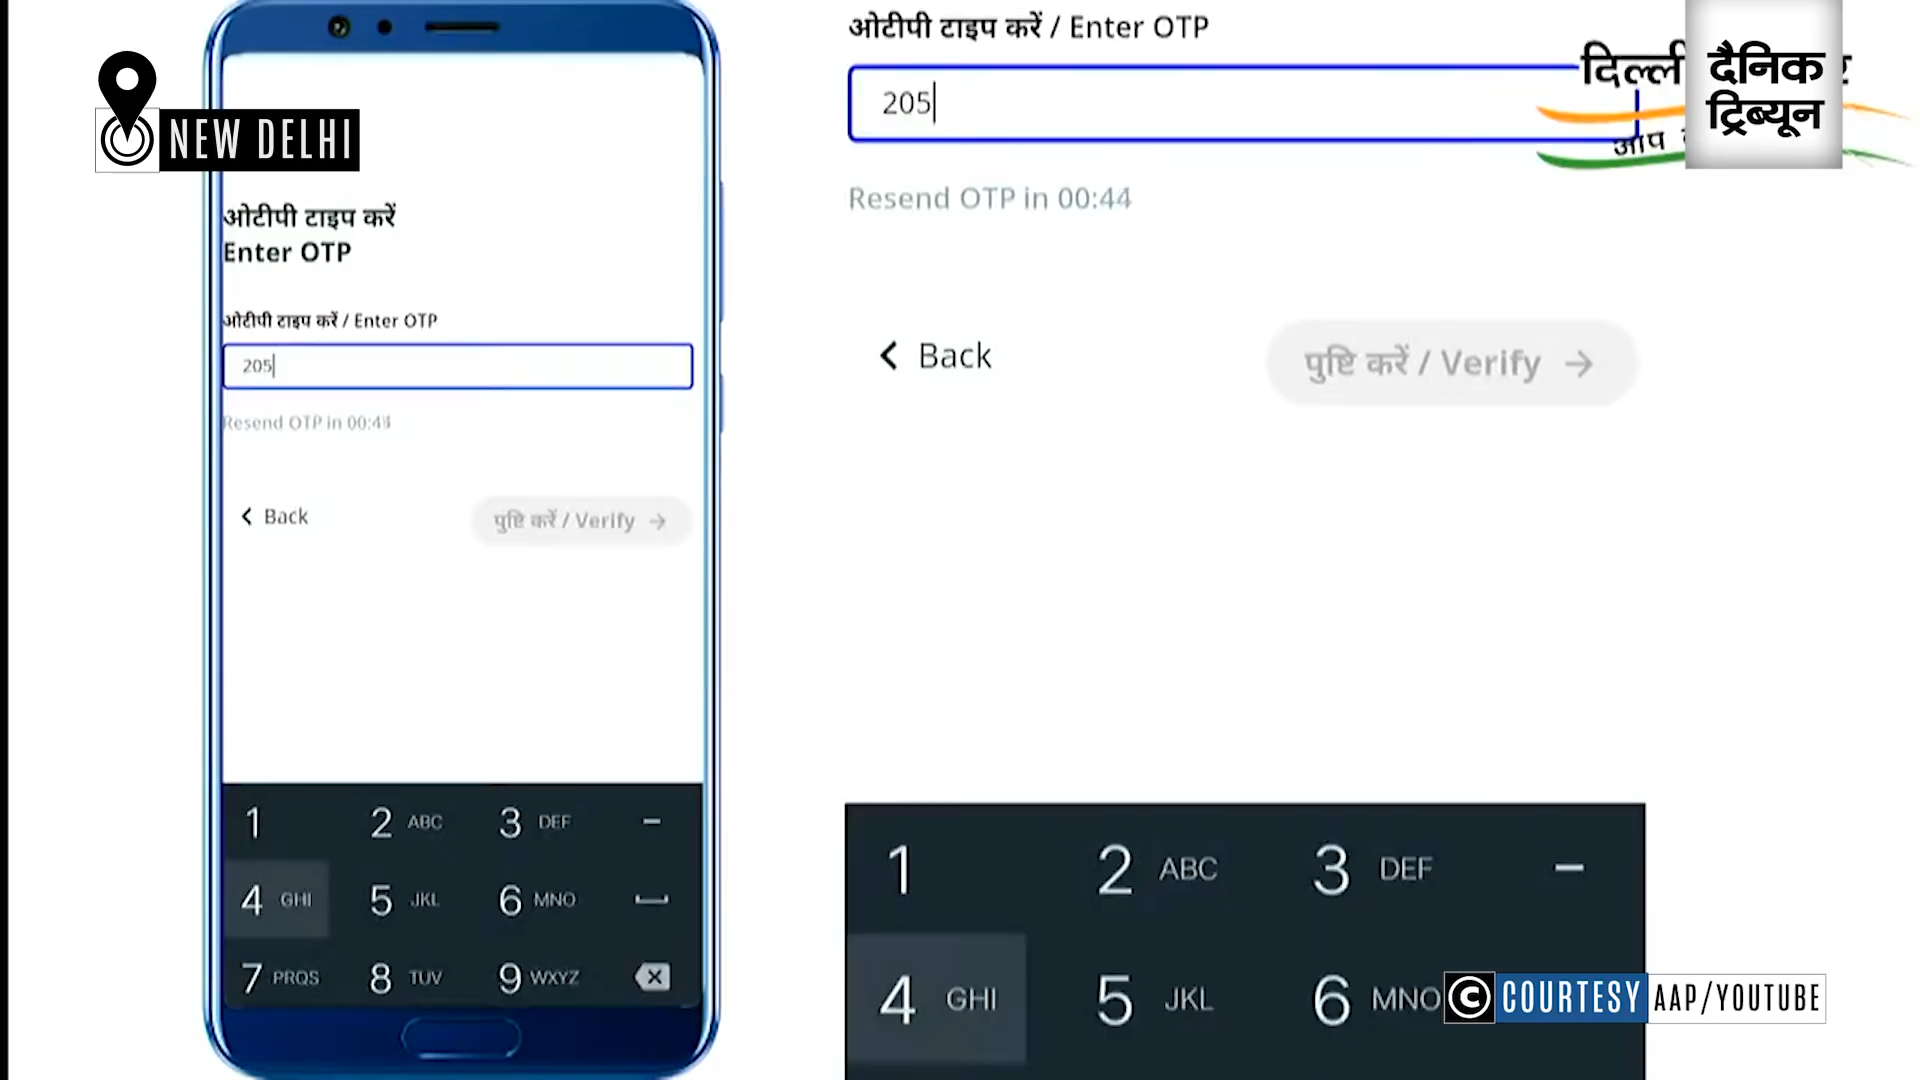 NEW DELHI
ओटीपी टाइप करें
Enter OTP
ओटीपी टाइप करें / Enter OTP
205
Resend OTP in 00:44
Back
पुष्टि करें / Verify
1
2 ABC
3 DEF
4 GHI
5 JKL
6 MNO
7 PRQS
8 TUV
9 WXYZ
ओटीपी टाइप करें / Enter OTP
205
Resend OTP in 00:44
Back
पुष्टि करें / Verify
1
2 ABC
3 DEF
4 GHI
5 JKL
6 MNO
दैनिक
ट्रिब्यून
आप
© COURTESY AAP/YOUTUBE